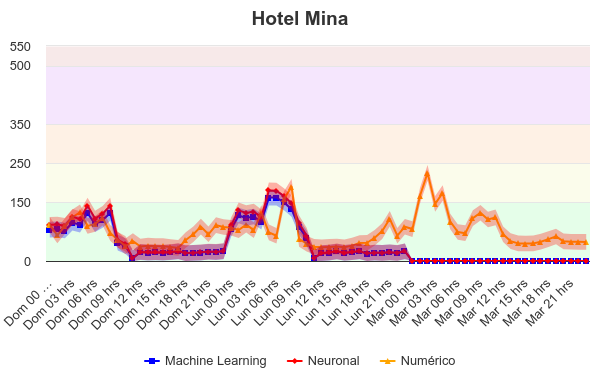 Hotel Mina
550
500
350
250
150
0
Dom 00 ...
Dom 03 hrs
Dom 06 hrs
Dom 09 hrs
Dom 12 hrs
Dom 15 hrs
Dom 18 hrs
Dom 21 hrs
Lun 00 hrs
Lun 03 hrs
Lun 06 hrs
Lun 09 hrs
Lun 12 hrs
Lun 15 hrs
Lun 18 hrs
Lun 21 hrs
Mar 00 hrs
Mar 03 hrs
Mar 06 hrs
Mar 09 hrs
Mar 12 hrs
Mar 15 hrs
Mar 18 hrs
Mar 21 hrs
Machine Learning Neuronal Numérico